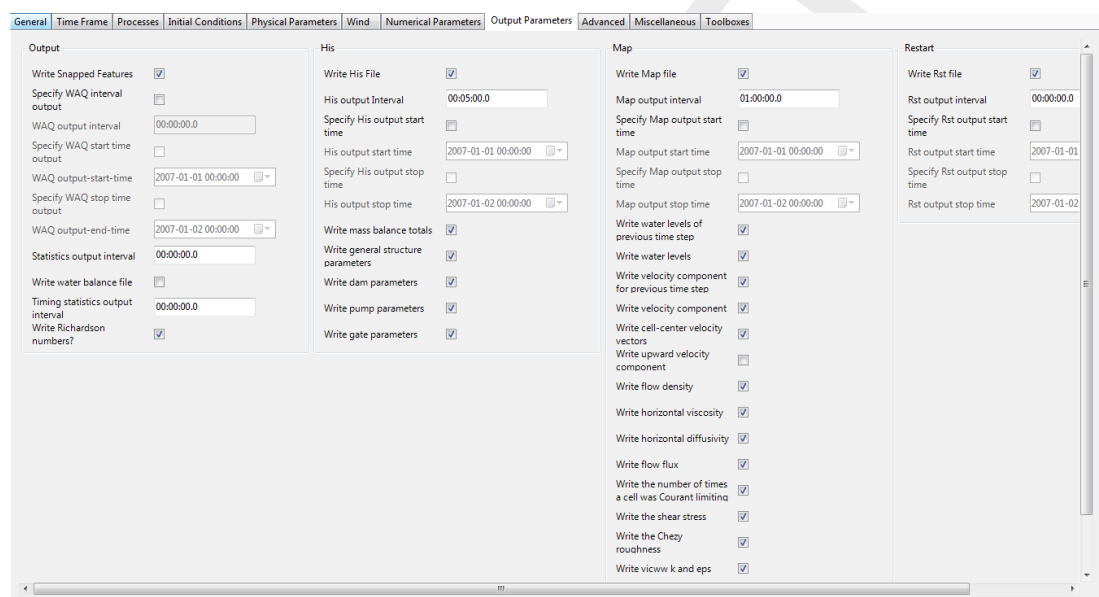 General Time Frame Processes Initial Conditions Physical Parameters Wind Numerical Parameters Output Parameters Advanced Miscellaneous Toolboxes
Output
Write Snapped Features
Specify WAQ interval
output
WAQ output interval 00:00:00.0
Specify WAQ start time
output
WAQ output-start-time 2007-01-01 00:00:00
Specify WAQ stop time
output
WAQ output-end-time 2007-01-02 00:00:00
Statistics output interval 00:00:00.0
Write water balance file
Timing statistics output
interval 00:00:00.0
Write Richardson
numbers?
His
Write His File
His output Interval 00:05:00.0
Specify His output start
time
His output start time 2007-01-01 00:00:00
Specify His output stop
time
His output stop time 2007-01-02 00:00:00
Write mass balance totals
Write general structure
parameters
Write dam parameters
Write pump parameters
Write gate parameters
Map
Write Map file
Map output interval 01:00:00.0
Specify Map output start
time
Map output start time 2007-01-01 00:00:00
Specify Map output stop
time
Map output stop time 2007-01-02 00:00:00
Write water levels of
previous time step
Write water levels
Write velocity component
for previous time step
Write velocity component
Write cell-center velocity
vectors
Write upward velocity
component
Write flow density
Write horizontal viscosity
Write horizontal diffusivity
Write flow flux
Write the number of times
a cell was Courant limiting
Write the shear stress
Write the Chezy
roughness
Write vicww k and eps
Restart
Write Rst file
Rst output interval 00:00:00.0
Specify Rst output start
time
Rst output start time 2007-01-01
Specify Rst output stop
time
Rst output stop time 2007-01-02